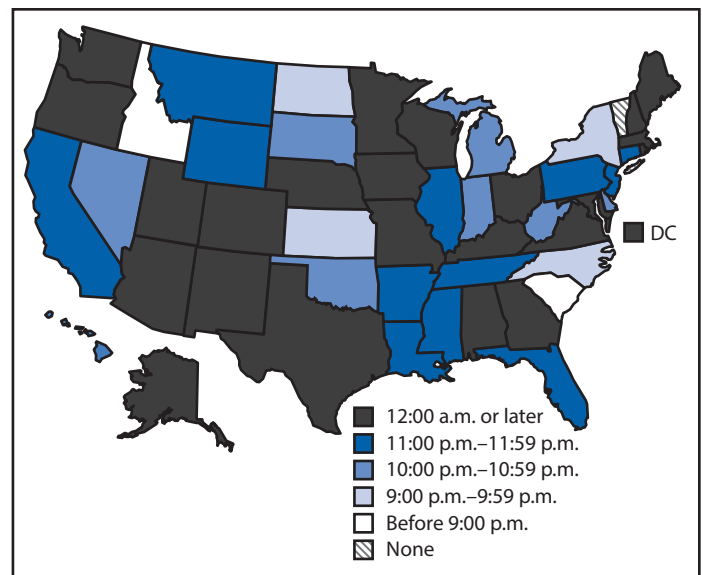 DC
12:00 a.m. or later
11:00 p.m.–11:59 p.m.
10:00 p.m.–10:59 p.m.
9:00 p.m.–9:59 p.m.
Before 9:00 p.m.
None